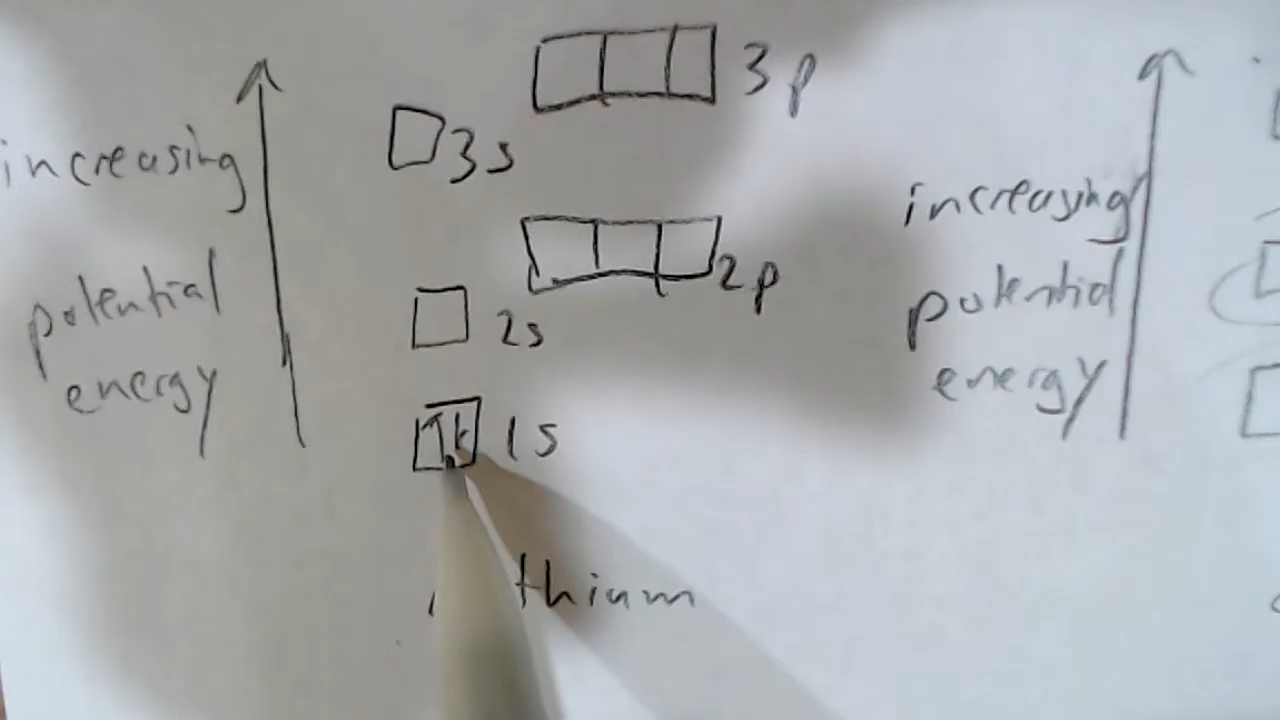 3p
3s
increasing
potential
energy
2p
2s
1s
thium
increasing
potential
energy